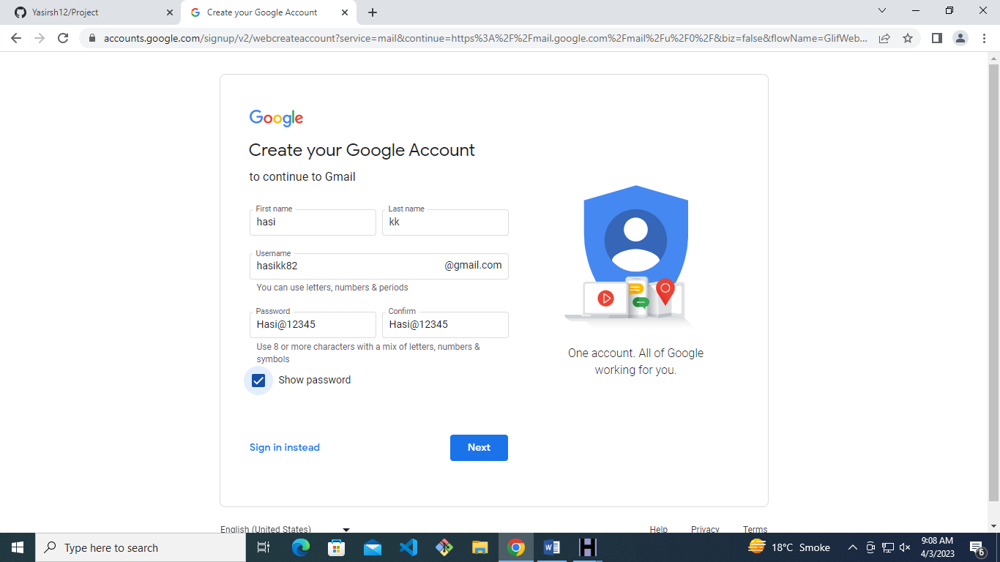 Yasirsh12/Project
Create your Google Account
accounts.google.com/signup/v2/webcreateaccount?service=mail&continue=https%3A%2F%2Fmail.google.com%2Fmail%2Fu%2F0%2F&biz=false&flowName=GlifWeb...
Google
Create your Google Account
to continue to Gmail
First name
Last name
hasi
kk
Username
hasikk82
@gmail.com
You can use letters, numbers & periods
Password
Confirm
Hasi@12345
Hasi@12345
Use 8 or more characters with a mix of letters, numbers &
symbols
Show password
One account. All of Google
working for you.
Sign in instead
Next
English (United States)
Help
Privacy
Terms
Type here to search
18°C Smoke
9:08 AM
4/3/2023
6